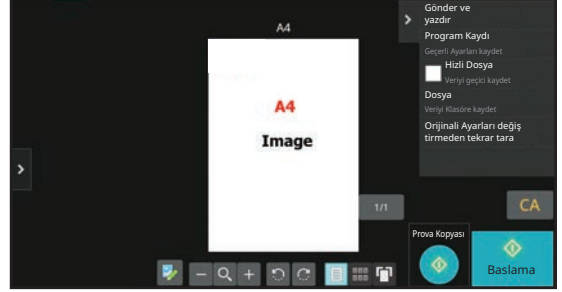 A4
A4
Image
1/1
Gönder ve
yazdır
Program Kaydı
Geçerli Ayarları kaydet
Hizli Dosya
Veriyi geçici kaydet
Dosya
Veriyi Klasöre kaydet
Orijinali Ayarları değiş
tirmeden tekrar tara
CA
Prova Kopyası
Baslama